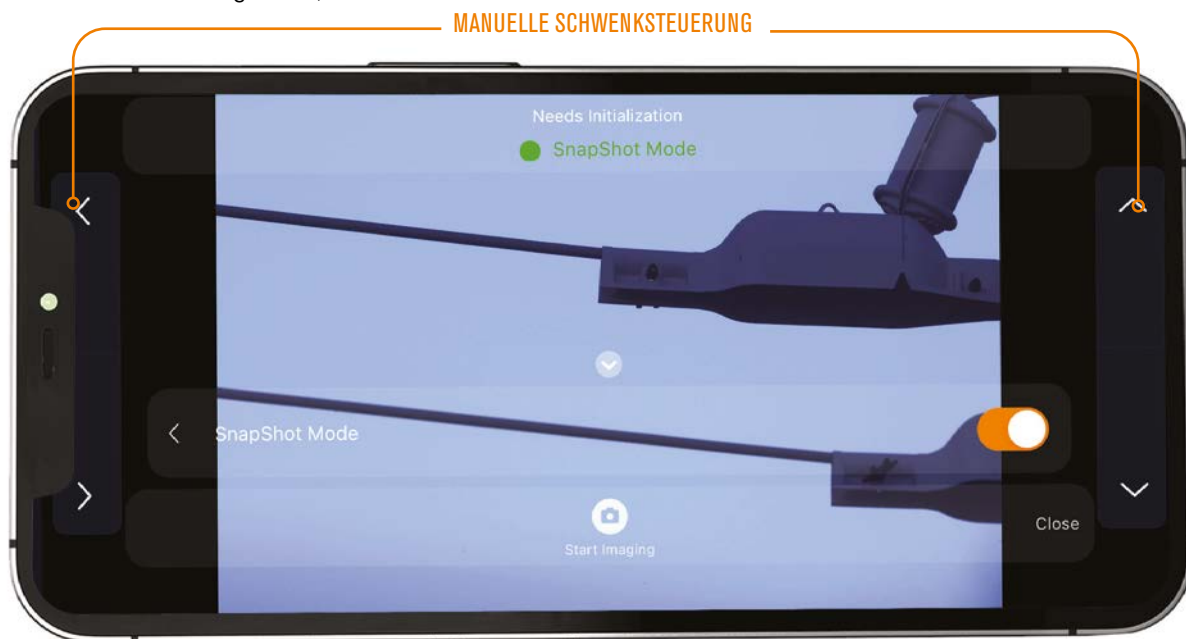 MANUELLE SCHWENKSTEUERUNG
Needs Initialization
SnapShot Mode
SnapShot Mode
Start Imaging
Close